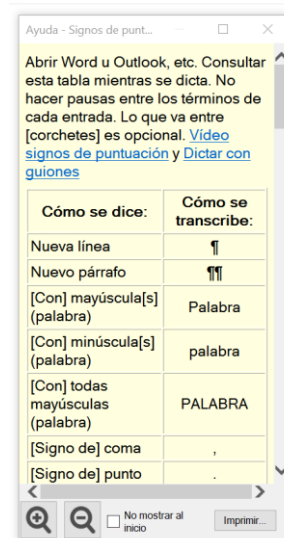 Ayuda - Signos de punt...
Abrir Word u Outlook, etc. Consultar
esta tabla mientras se dicta. No
hacer pausas entre los términos de
cada entrada. Lo que va entre
[corchetes] es opcional. Vídeo
signos de puntuación y Dictar con
guiones
Cómo se dice: Cómo se
transcribe:
Nueva línea ¶
Nuevo párrafo ¶¶
[Con] mayúscula[s]
(palabra) Palabra
[Con] minúscula[s]
(palabra) palabra
[Con] todas
mayúsculas
(palabra) PALABRA
[Signo de] coma ,
[Signo de] punto .
No mostrar al
inicio
Imprimir...